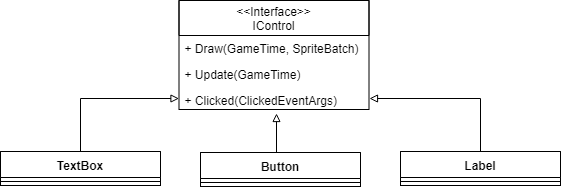 <<Interface>>
IControl
+ Draw(GameTime, SpriteBatch)
+ Update(GameTime)
+ Clicked(ClickedEventArgs)
TextBox
Button
Label